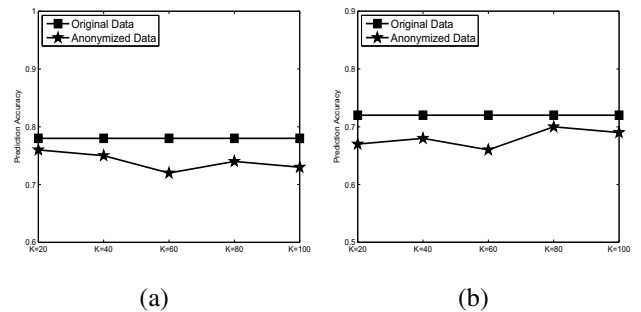 Original Data
Anonymized Data
1
0.9
0.8
0.7
0.6
Prediction Accuracy
K=20 K=40 K=60 K=80 K=100
(a)
Original Data
Anonymized Data
0.9
0.8
0.7
0.6
0.5
Prediction Accuracy
K=20 K=40 K=60 K=80 K=100
(b)